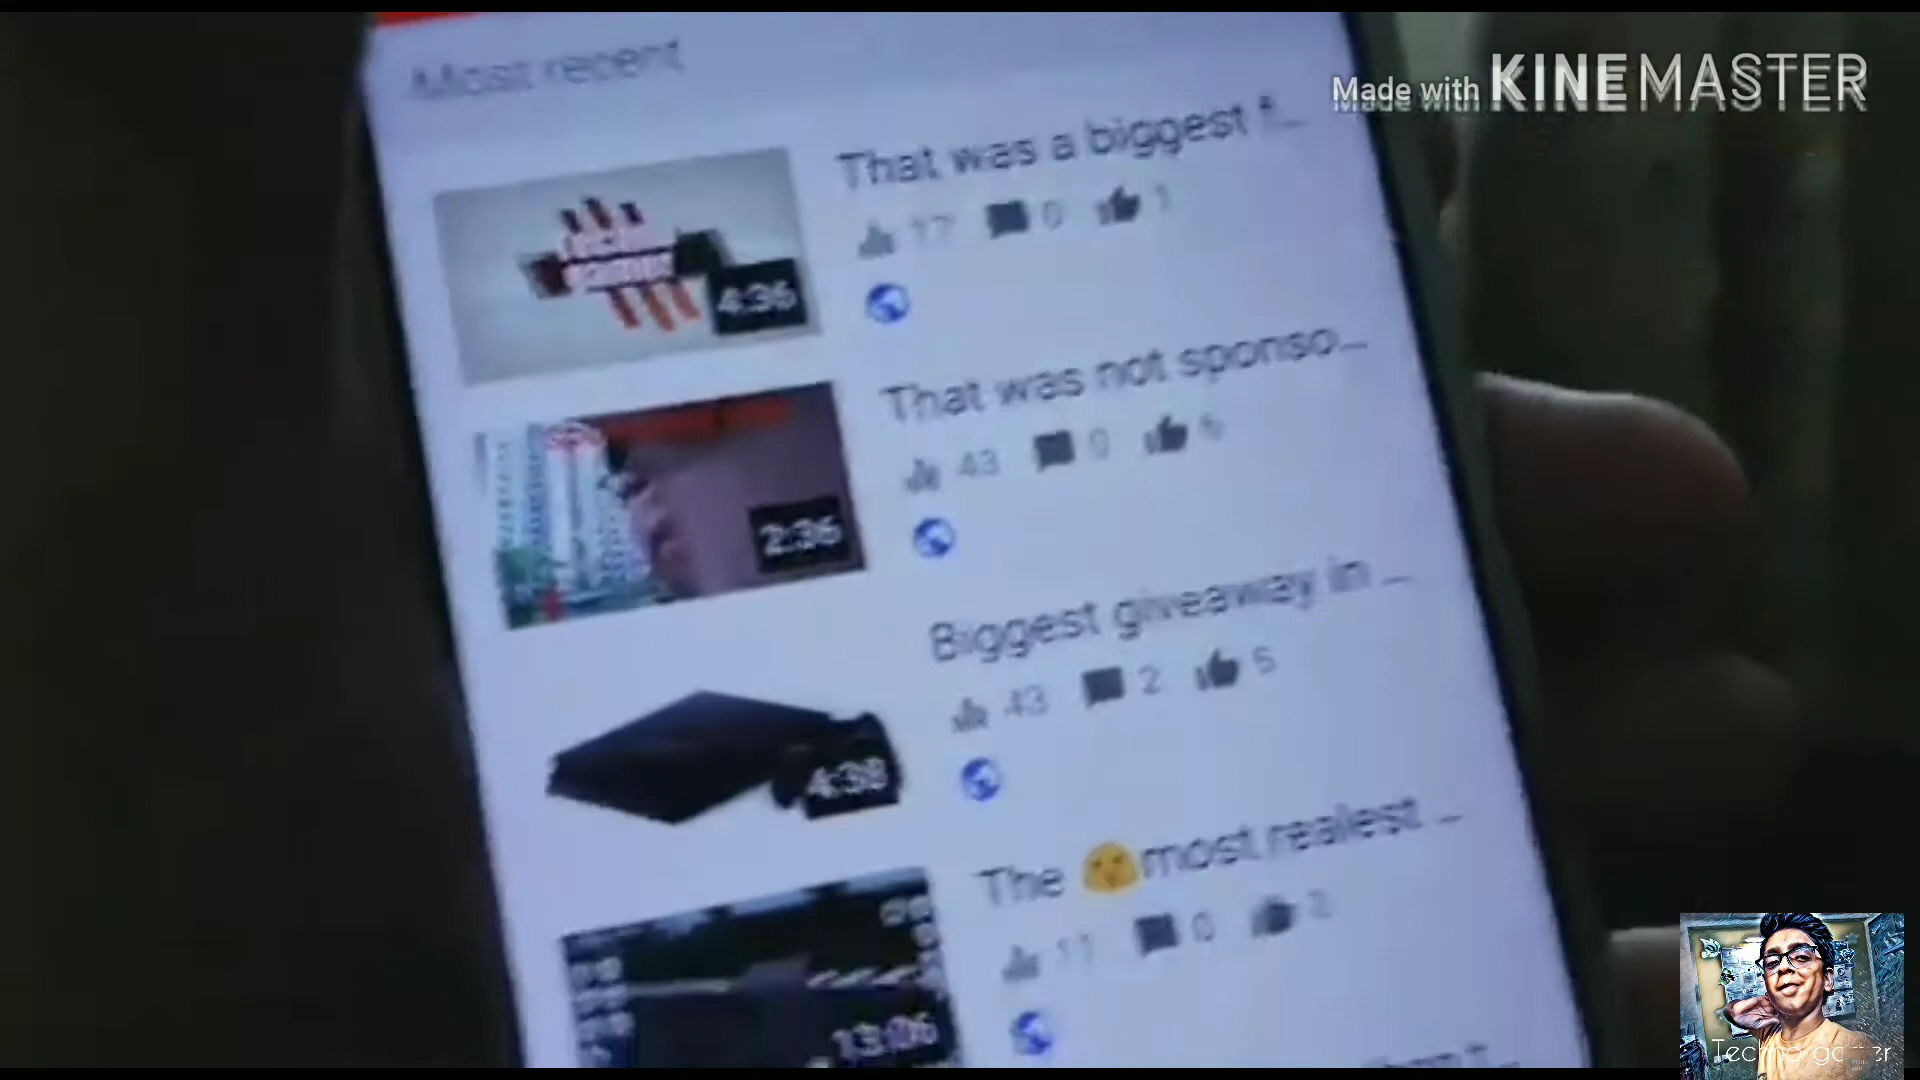 Most recent
Made with KINEMASTER
That was a biggest f...
17 0 1
4:36
That was not sponso...
43 0 6
2:36
Biggest giveaway in ...
43 2 5
4:38
The 🤫most realest ...
11 0 2
13:06